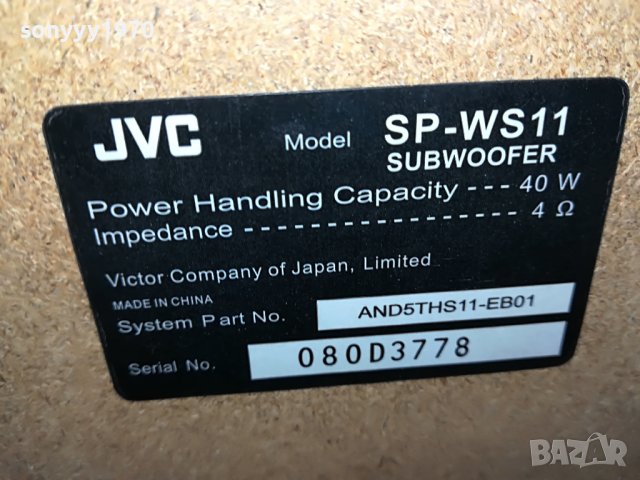 sonyyy1970
JVC Model SP-WS11
SUBWOOFER
Power Handling Capacity --- 40 W
Impedance ------------------ 4 Ω
Victor Company of Japan, Limited
MADE IN CHINA
System Part No. AND5THS11-EB01
Serial No. 080D3778
BAZAR